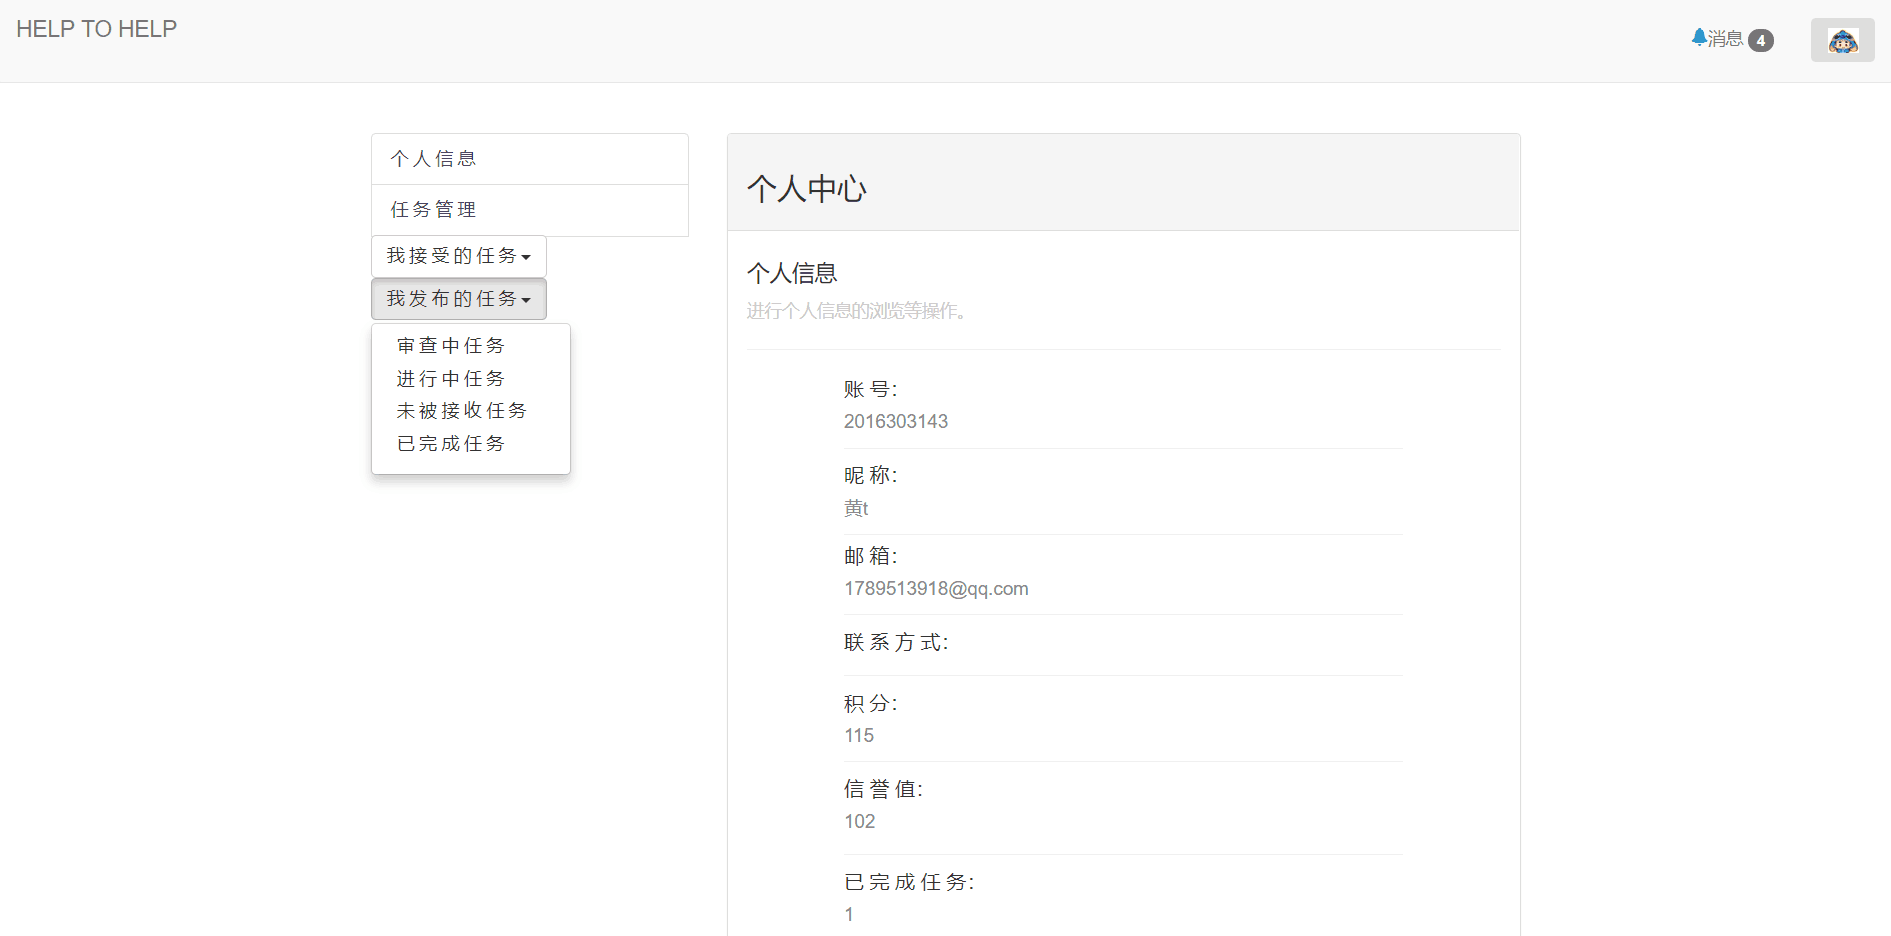 HELP TO HELP
消息 4
个人信息
任务管理
我接受的任务
我发布的任务
审查中任务
进行中任务
未被接收任务
已完成任务
个人中心
个人信息
进行个人信息的浏览等操作。
账 号：
2016303143
昵 称：
黄t
邮 箱：
1789513918@qq.com
联 系 方 式：
积 分：
115
信 誉 值：
102
已 完 成 任 务：
1